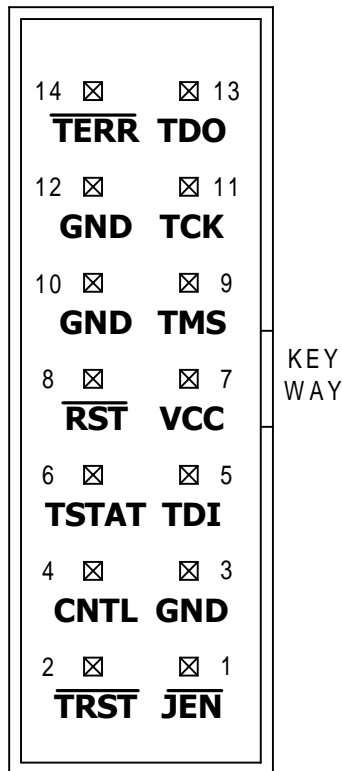 14 13
TERR TDO
12 11
GND TCK
10 9
GND TMS
KEY
WAY
8 7
RST VCC
6 5
TSTAT TDI
4 3
CNTL GND
2 1
TRST JEN